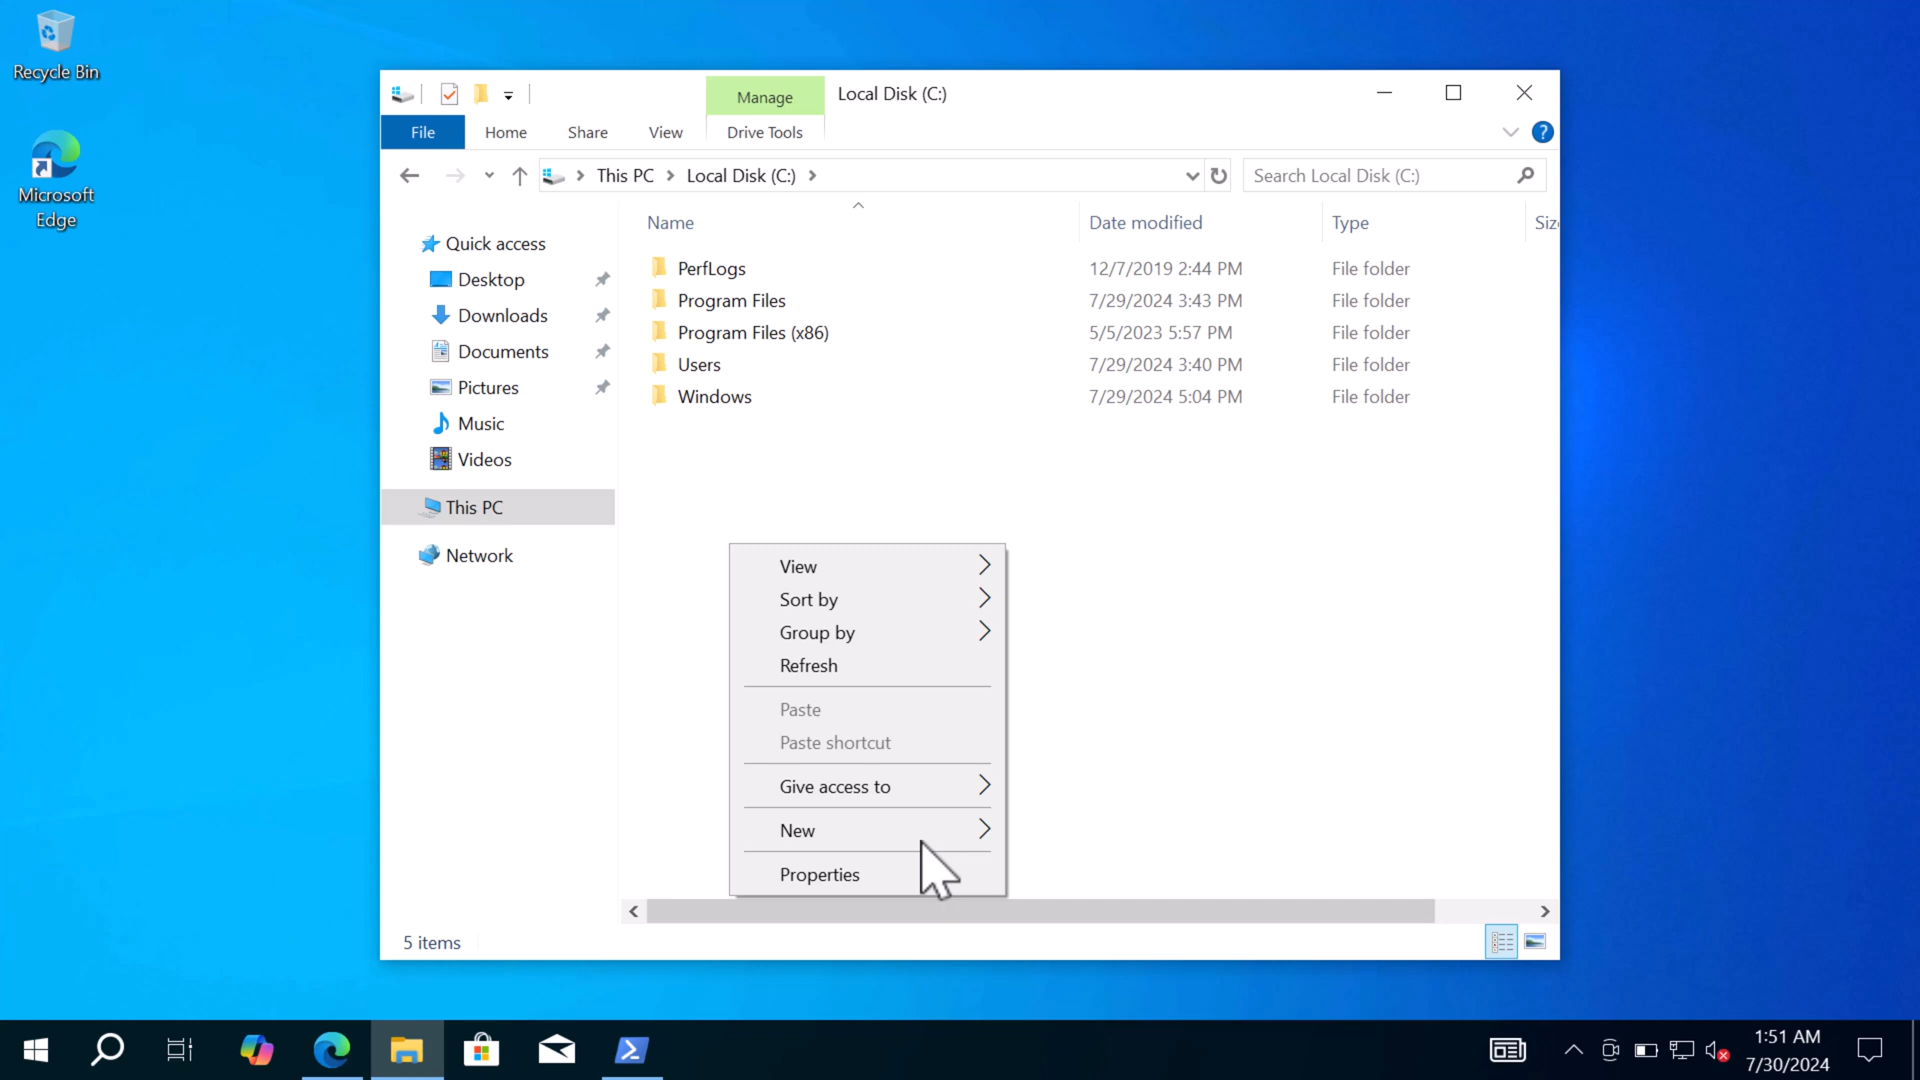 Recycle Bin
Microsoft
Edge
Manage
Local Disk (C:)
File
Home
Share
View
Drive Tools
?
This PC
Local Disk (C:)
Search Local Disk (C:)
Name
Date modified
Type
Siz
Quick access
Desktop
Downloads
Documents
Pictures
Music
Videos
This PC
Network
PerfLogs 12/7/2019 2:44 PM File folder
Program Files 7/29/2024 3:43 PM File folder
Program Files (x86) 5/5/2023 5:57 PM File folder
Users 7/29/2024 3:40 PM File folder
Windows 7/29/2024 5:04 PM File folder
View
Sort by
Group by
Refresh
Paste
Paste shortcut
Give access to
New
Properties
5 items
1:51 AM
7/30/2024